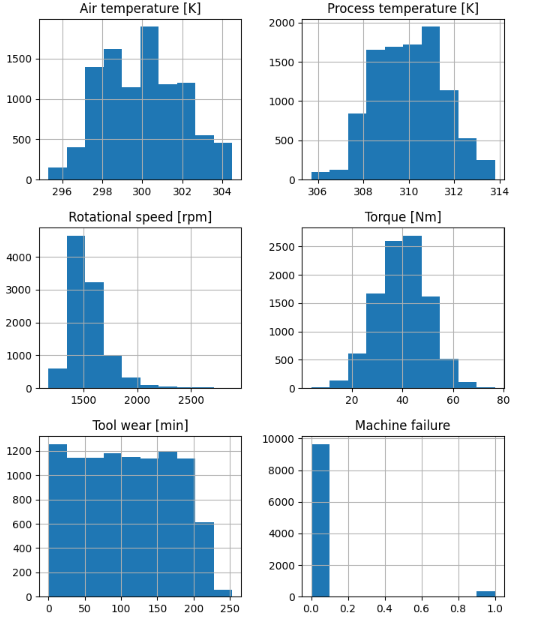 Air temperature [K]
Process temperature [K]
1500
1000
500
0
296 298 300 302 304
2000
1500
1000
500
0
306 308 310 312 314
Rotational speed [rpm]
Torque [Nm]
4000
3000
2000
1000
0
1500 2000 2500
2500
2000
1500
1000
500
0
20 40 60 80
Tool wear [min]
Machine failure
1200
1000
800
600
400
200
0
0 50 100 150 200 250
10000
8000
6000
4000
2000
0
0.0 0.2 0.4 0.6 0.8 1.0